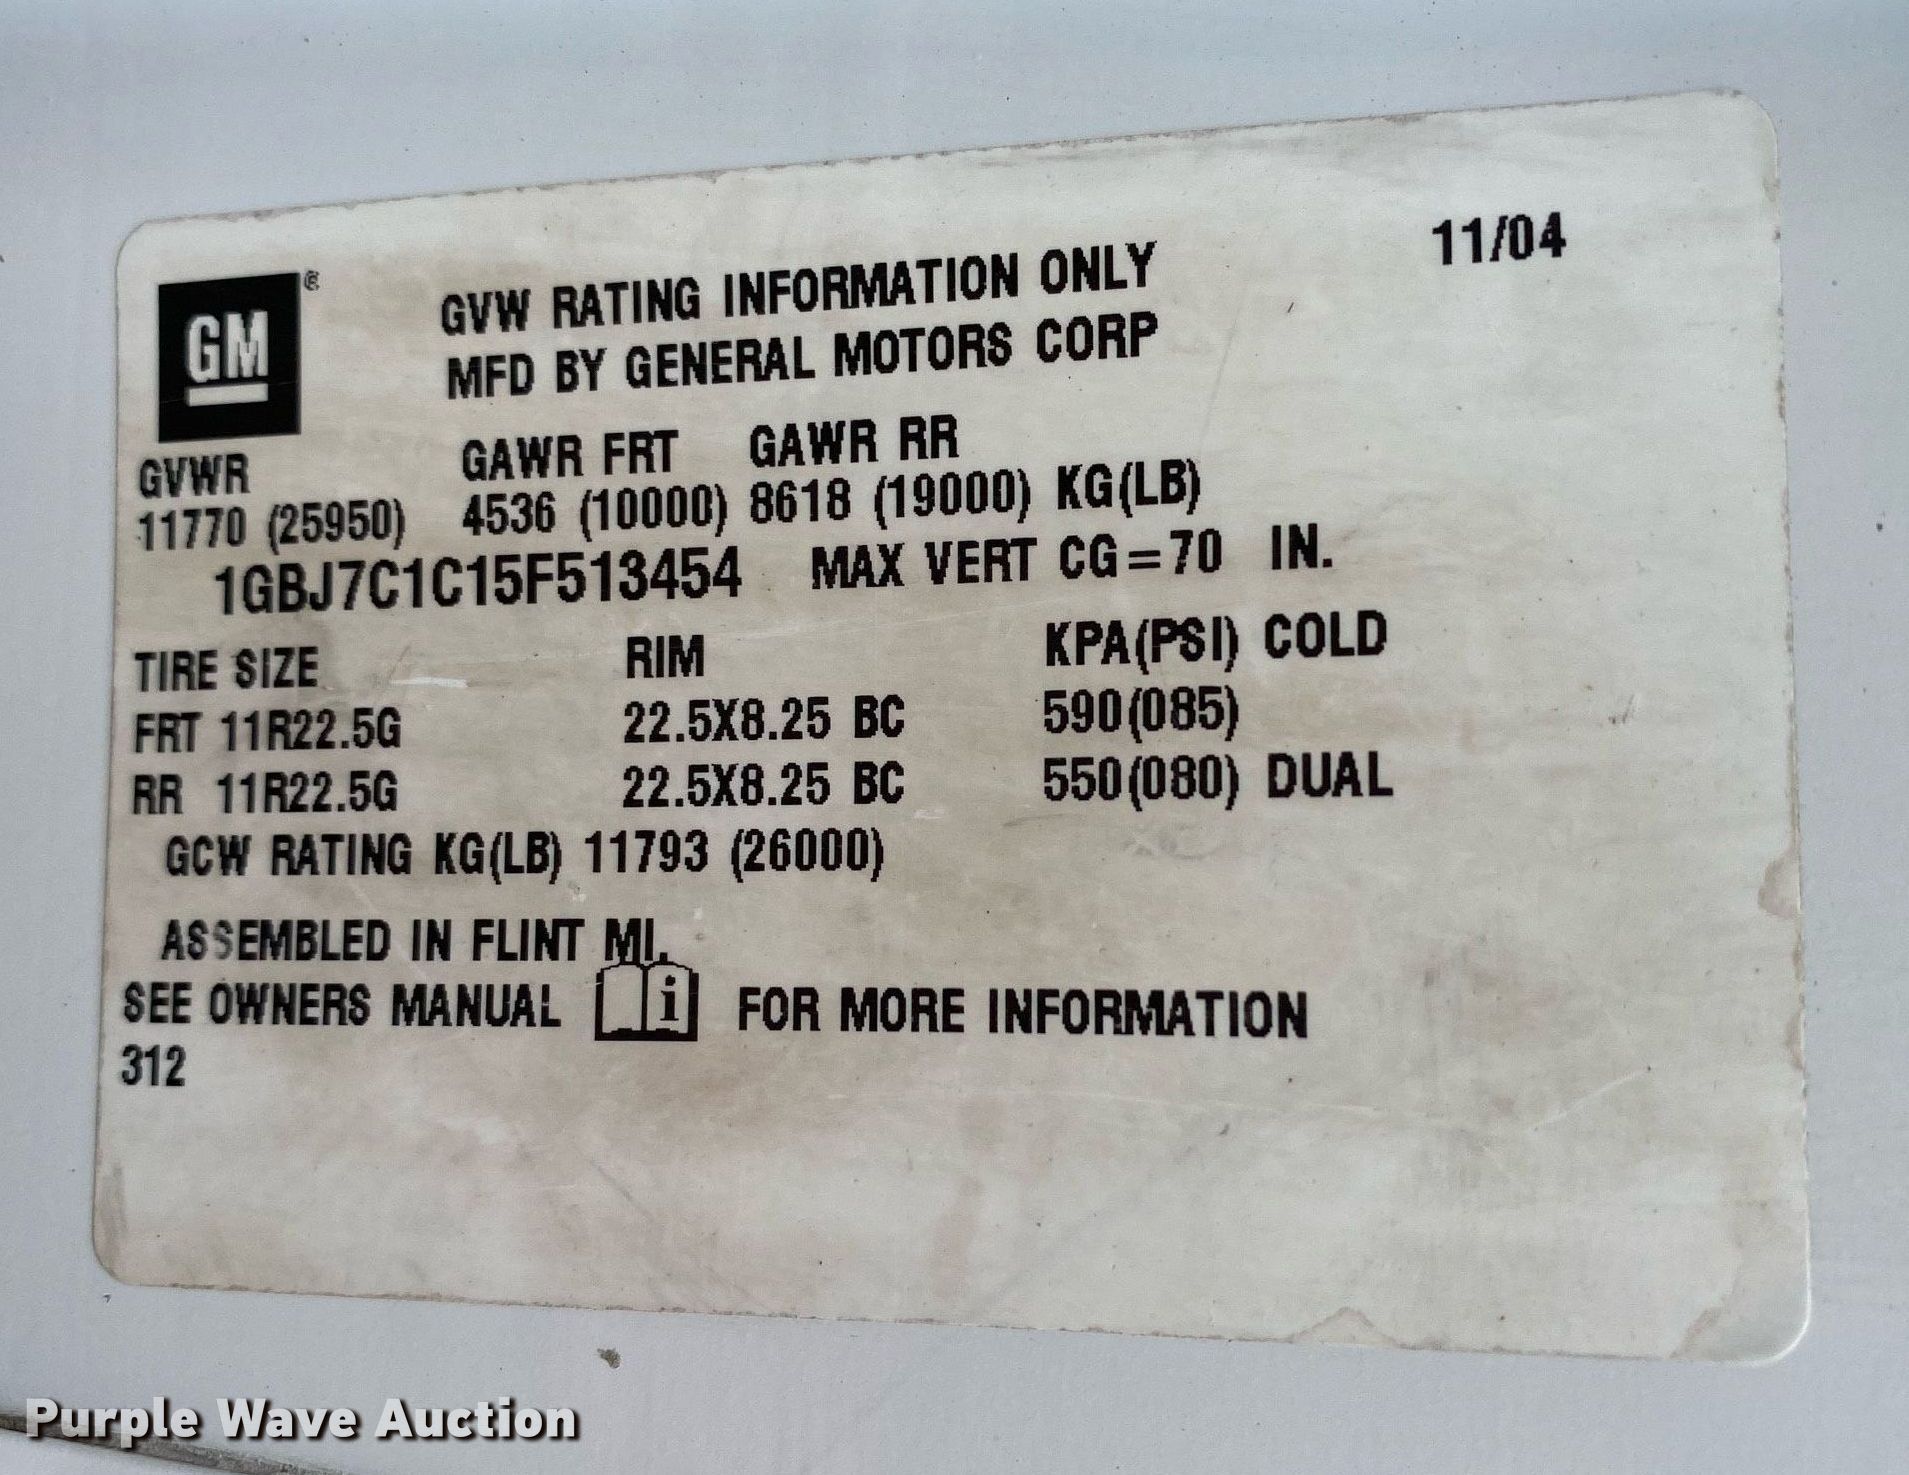 11/04
GM®
GVW RATING INFORMATION ONLY
MFD BY GENERAL MOTORS CORP
GVWR GAWR FRT GAWR RR
11770 (25950) 4536 (10000) 8618 (19000) KG(LB)
1GBJ7C1C15F513454 MAX VERT CG=70 IN.
TIRE SIZE RIM KPA(PSI) COLD
FRT 11R22.5G 22.5X8.25 BC 590(085)
RR 11R22.5G 22.5X8.25 BC 550(080) DUAL
GCW RATING KG(LB) 11793 (26000)
ASSEMBLED IN FLINT MI.
SEE OWNERS MANUAL i FOR MORE INFORMATION
312
Purple Wave Auction